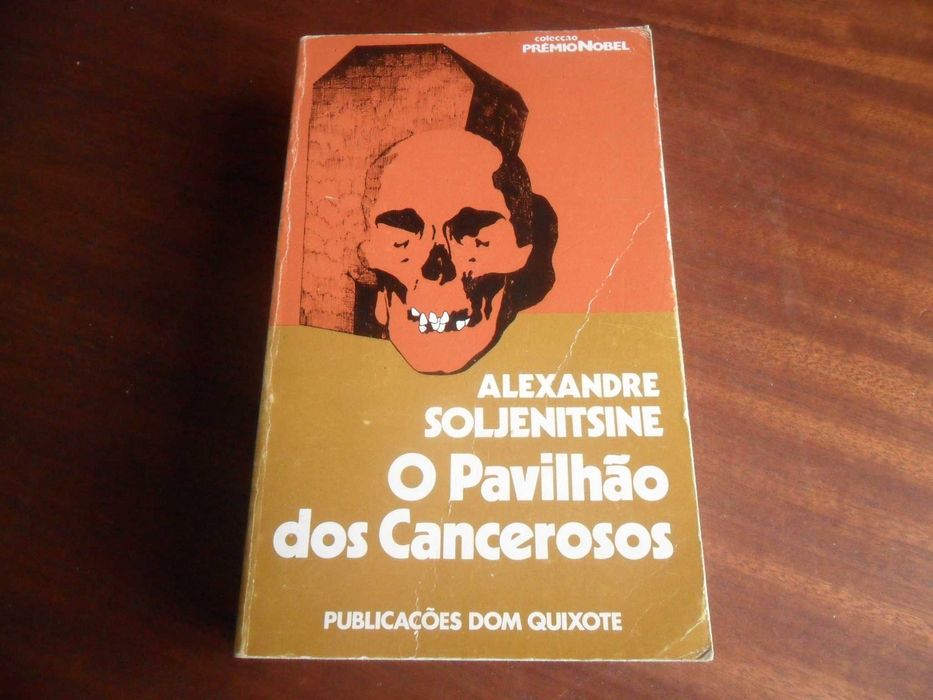 colecção
PRÉMIO NOBEL
ALEXANDRE
SOLJENITSINE
O Pavilhão
dos Cancerosos
PUBLICAÇÕES DOM QUIXOTE